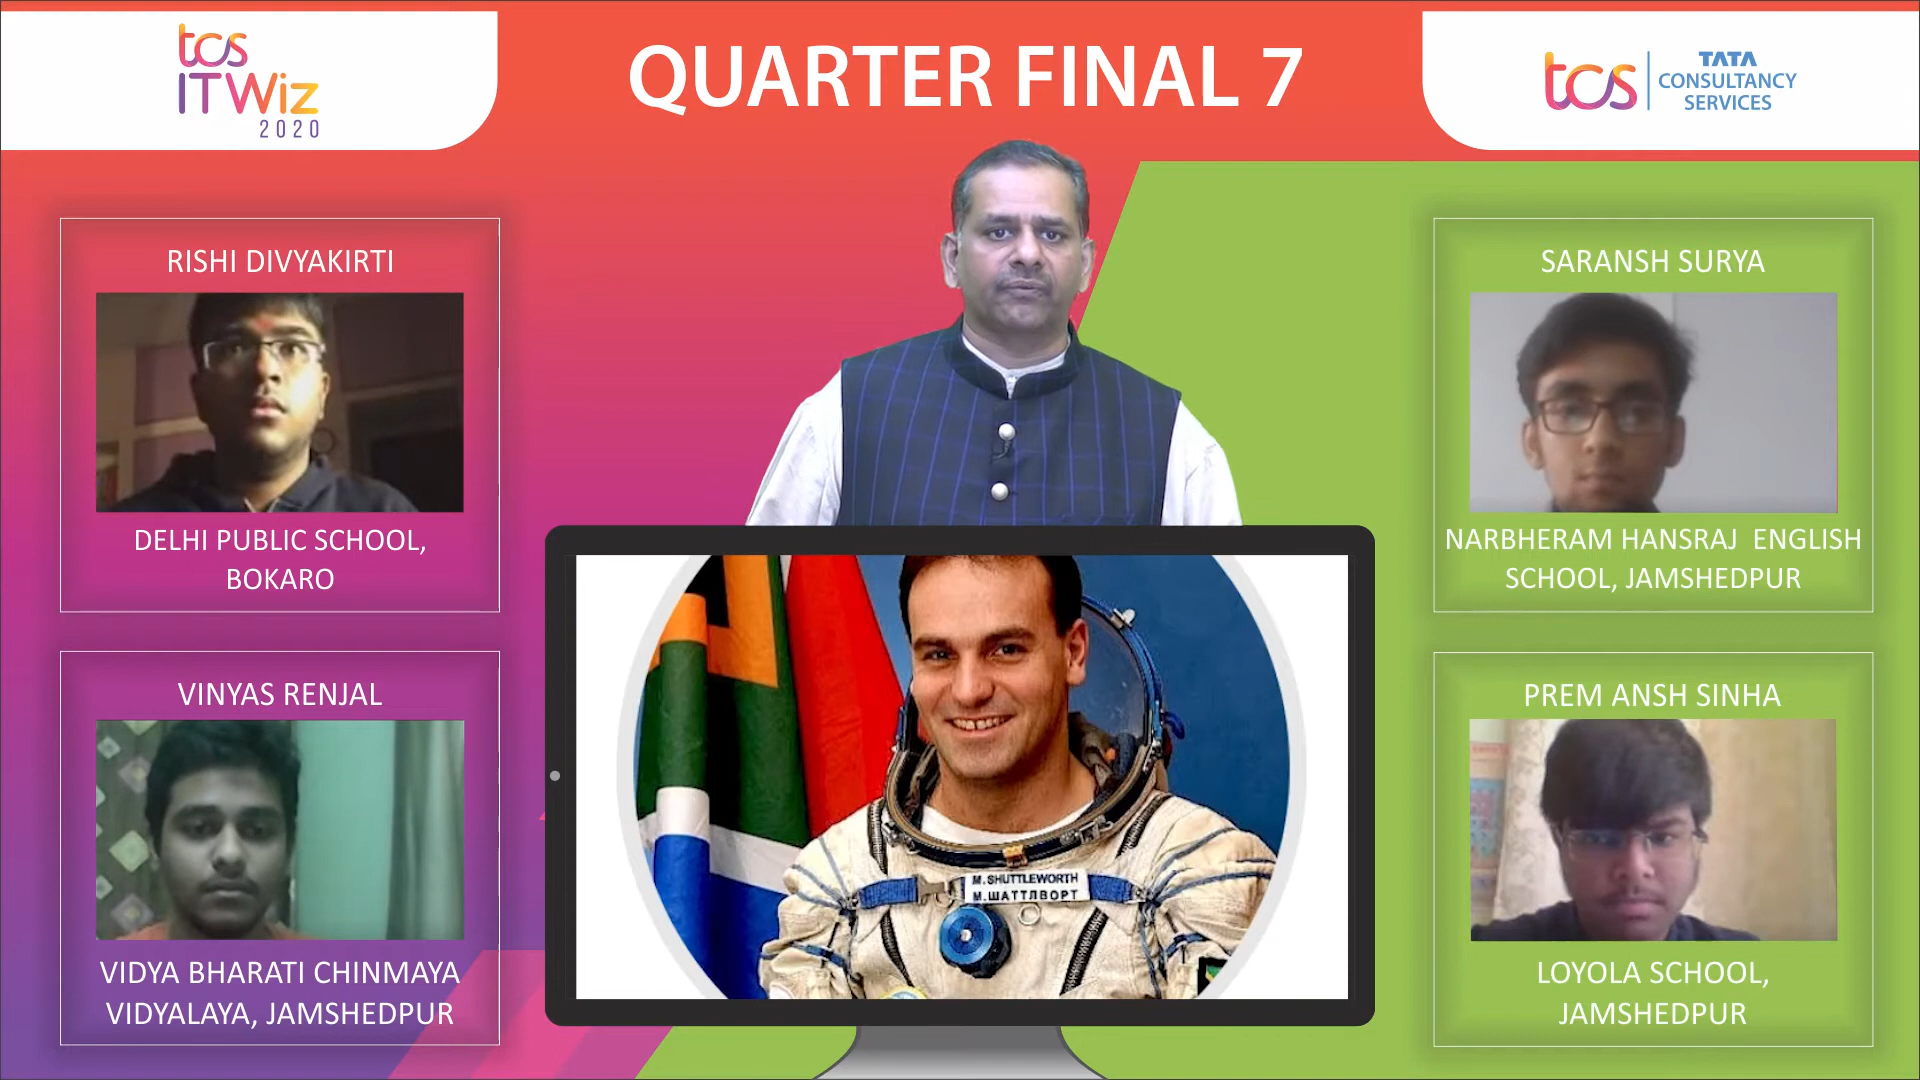 tcs
ITWiz
2020
QUARTER FINAL 7
tcs
TATA
CONSULTANCY
SERVICES
RISHI DIVYAKIRTI
DELHI PUBLIC SCHOOL,
BOKARO
SARANSH SURYA
NARBHERAM HANSRAJ ENGLISH
SCHOOL, JAMSHEDPUR
VINYAS RENJAL
VIDYA BHARATI CHINMAYA
VIDYALAYA, JAMSHEDPUR
M. SHUTTLEWORTH
М. ШАТТЛВОРТ
PREM ANSH SINHA
LOYOLA SCHOOL,
JAMSHEDPUR